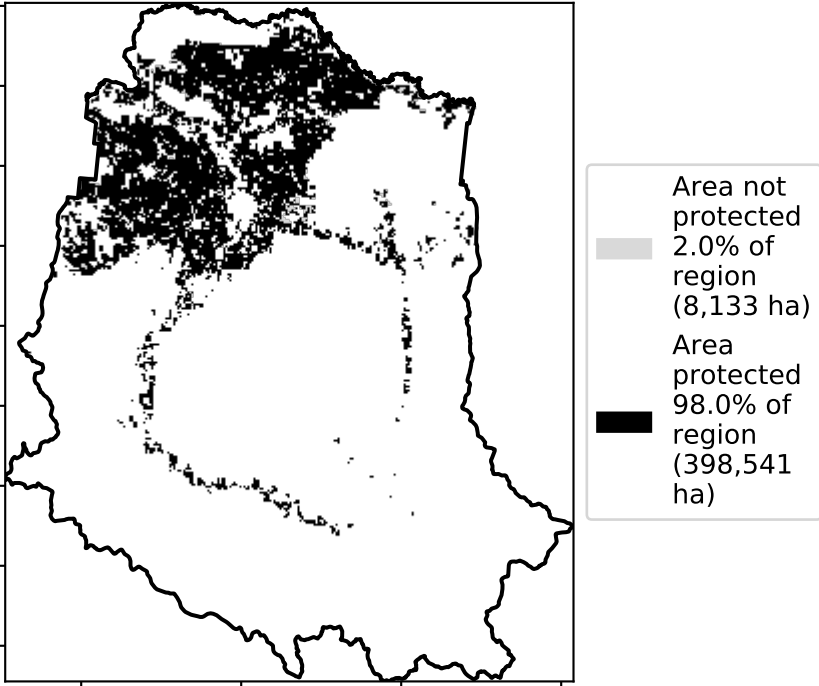 Area not
protected
2.0% of
region
(8,133 ha)
Area
protected
98.0% of
region
(398,541
ha)